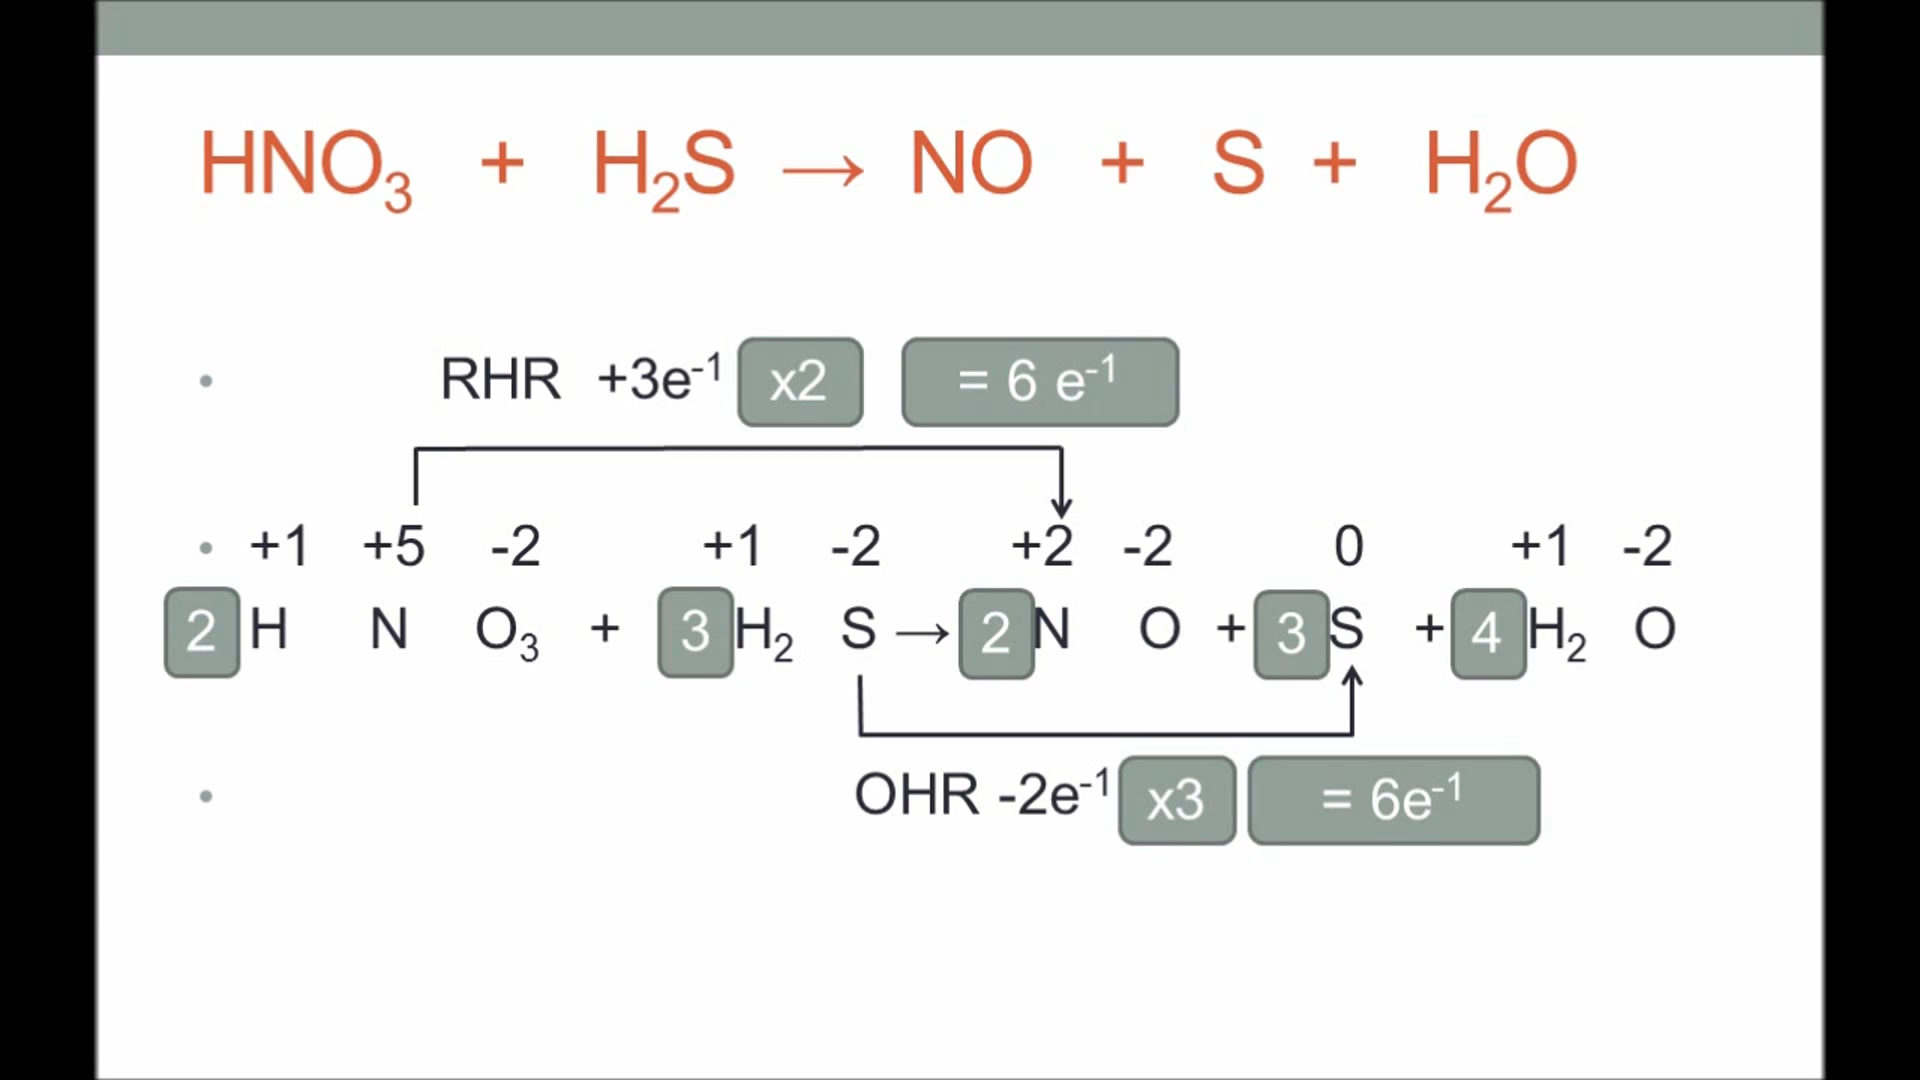 HNO₃ + H₂S → NO + S + H₂O
• RHR +3e⁻¹ x2 = 6 e⁻¹
• +1 +5 -2 +1 -2 +2 -2 0 +1 -2
2 H N O₃ + 3 H₂ S → 2 N O + 3 S + 4 H₂ O
• OHR -2e⁻¹ x3 = 6e⁻¹